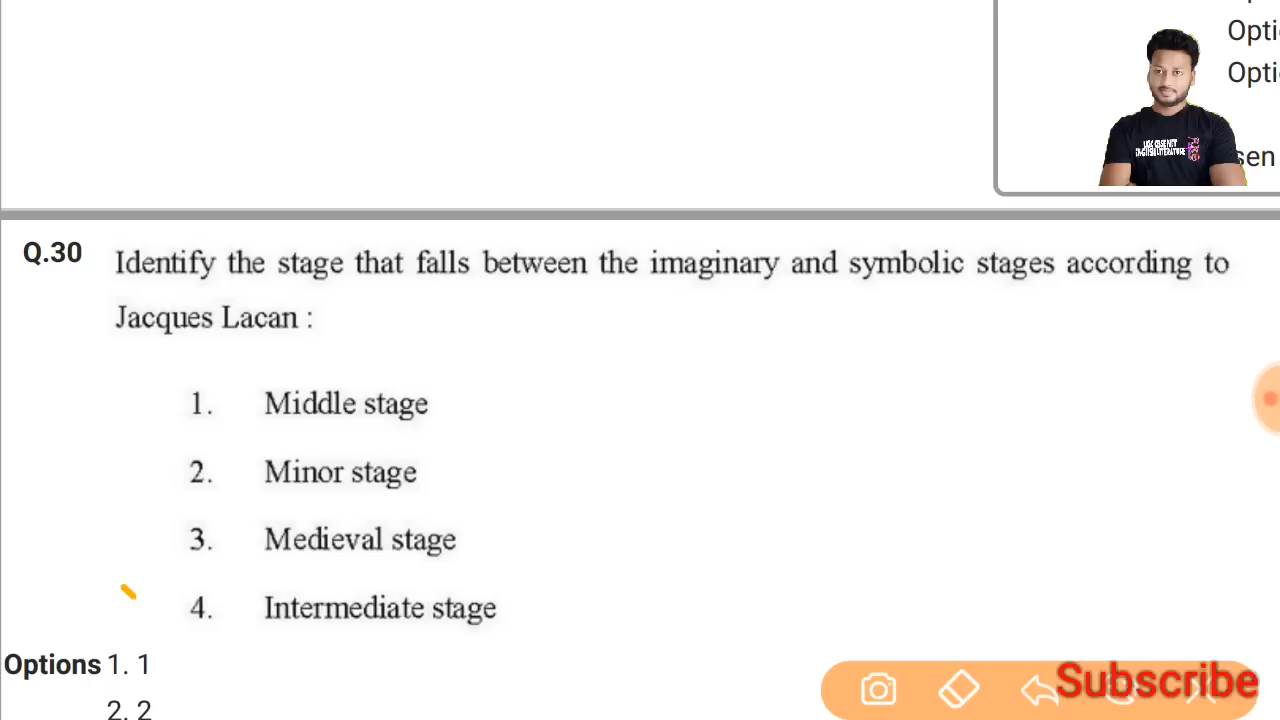 Opti
Opti
sen
Q.30 Identify the stage that falls between the imaginary and symbolic stages according to
Jacques Lacan :
1. Middle stage
2. Minor stage
3. Medieval stage
4. Intermediate stage
Options 1. 1
2. 2
Subscribe